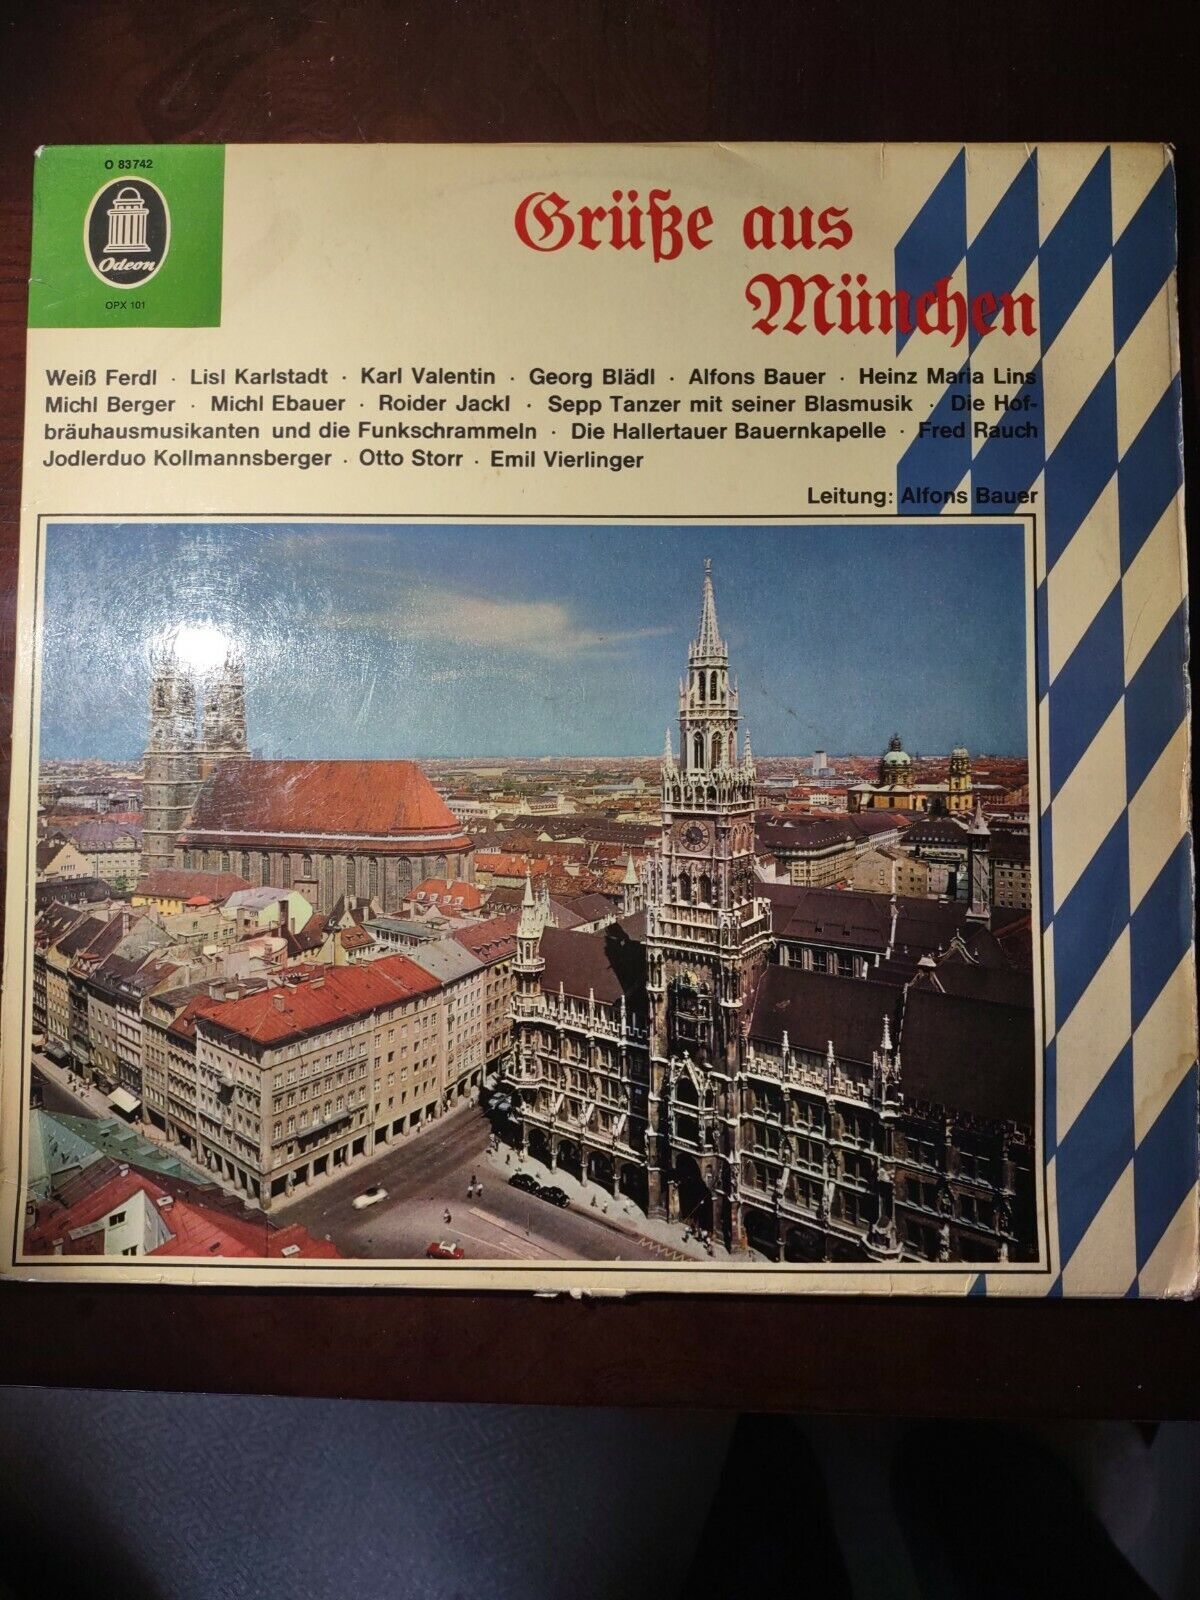 O 83742
Odeon
OPX 101
Grüße aus
München
Weiß Ferdl · Lisl Karlstadt · Karl Valentin · Georg Blädl · Alfons Bauer · Heinz Maria Lins
Michl Berger · Michl Ebauer · Roider Jackl · Sepp Tanzer mit seiner Blasmusik · Die Hof-
bräuhausmusikanten und die Funkschrammeln · Die Hallertauer Bauernkapelle · Fred Rauch
Jodlerduo Kollmannsberger · Otto Storr · Emil Vierlinger
Leitung: Alfons Bauer